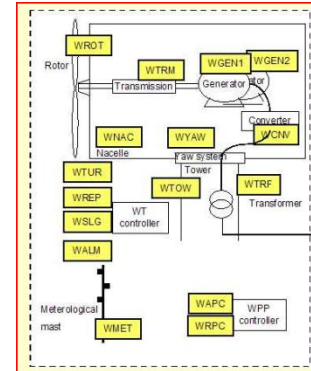 WROT
Rotor
WTRM
Transmission
WGEN1
WGEN2
Generator
Converter
WCNV
WNAC
Nacelle
WYAW
Yaw system
Tower
WTUR
WREP
WSLG
WT
controller
WTOW
WTRF
Transformer
WALM
Meterological
mast
WMET
WAPC
WRPC
WPP
controller